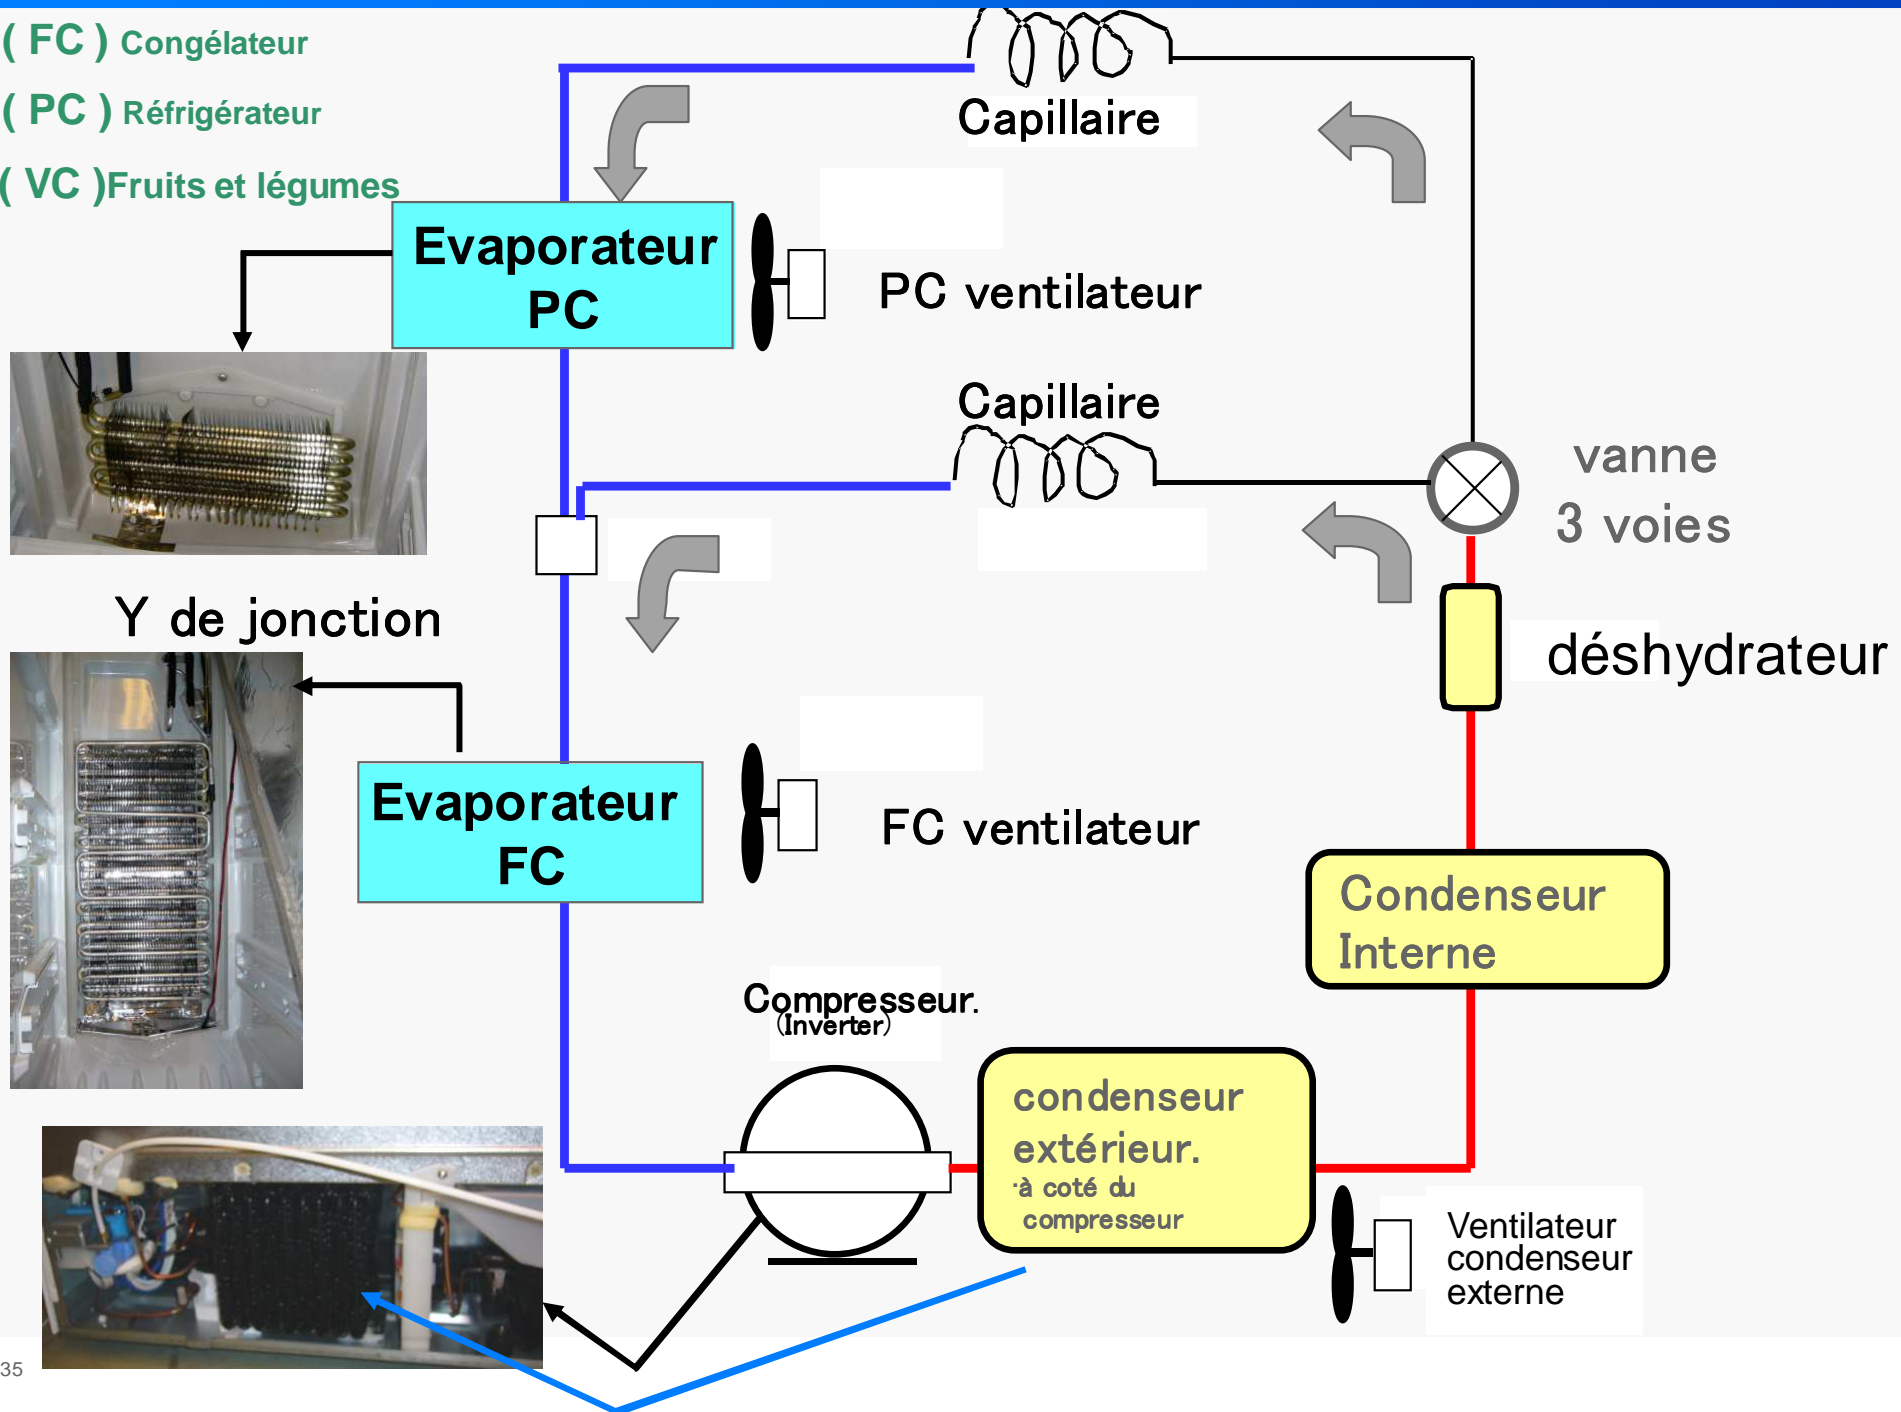 ( FC ) Congélateur
( PC ) Réfrigérateur
( VC )Fruits et légumes
Capillaire
Evaporateur
PC
PC ventilateur
Capillaire
vanne
3 voies
Y de jonction
déshydrateur
Evaporateur
FC
FC ventilateur
Condenseur
Interne
Compresseur.
(Inverter)
condenseur
extérieur.
·à coté du
compresseur
Ventilateur
condenseur
externe
35